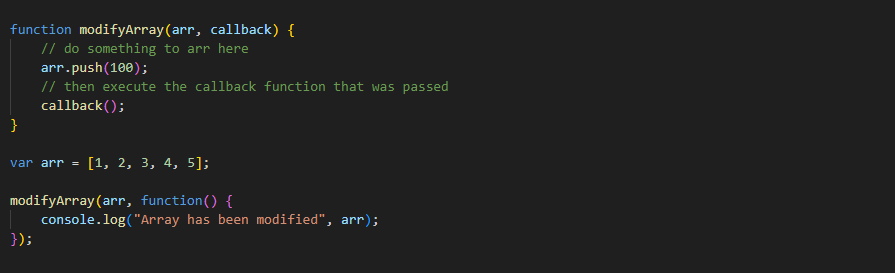 function modifyArray(arr, callback) {
    // do something to arr here
    arr.push(100);
    // then execute the callback function that was passed
    callback();
}

var arr = [1, 2, 3, 4, 5];

modifyArray(arr, function() {
    console.log("Array has been modified", arr);
});